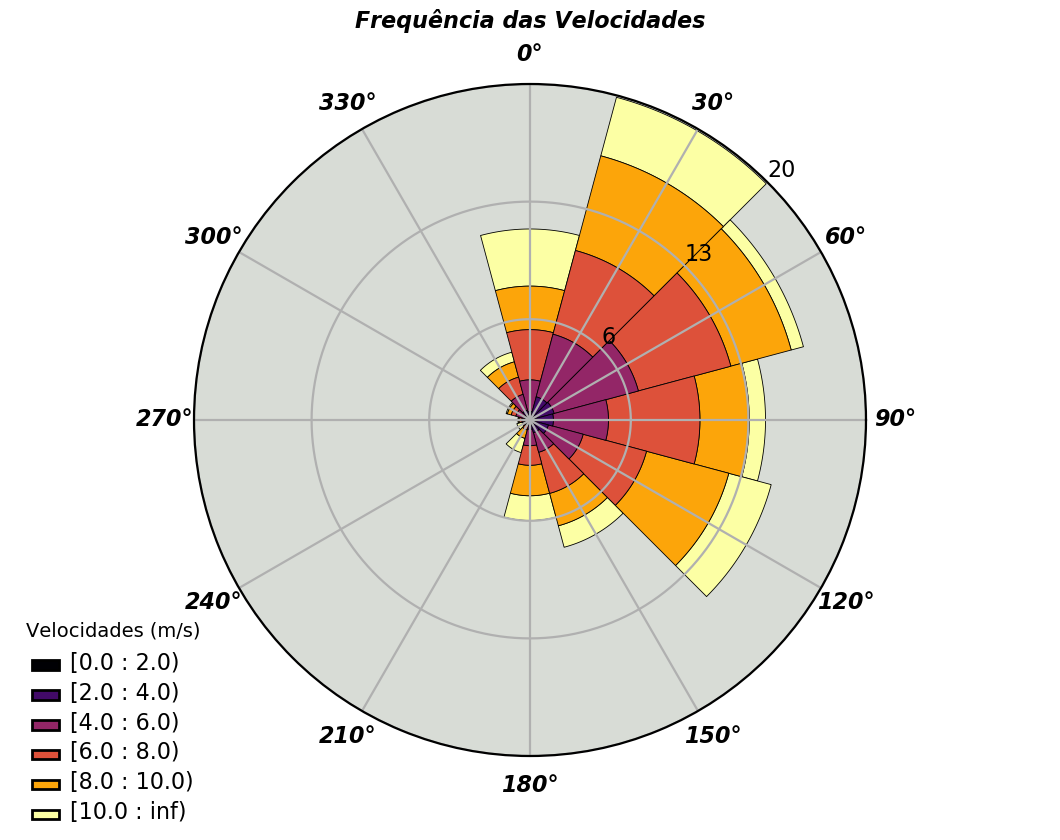 Frequência das Velocidades
0°
330°
30°
20
300°
60°
13
6
270°
90°
240°
120°
210°
150°
180°
Velocidades (m/s)
[0.0 : 2.0)
[2.0 : 4.0)
[4.0 : 6.0)
[6.0 : 8.0)
[8.0 : 10.0)
[10.0 : inf)